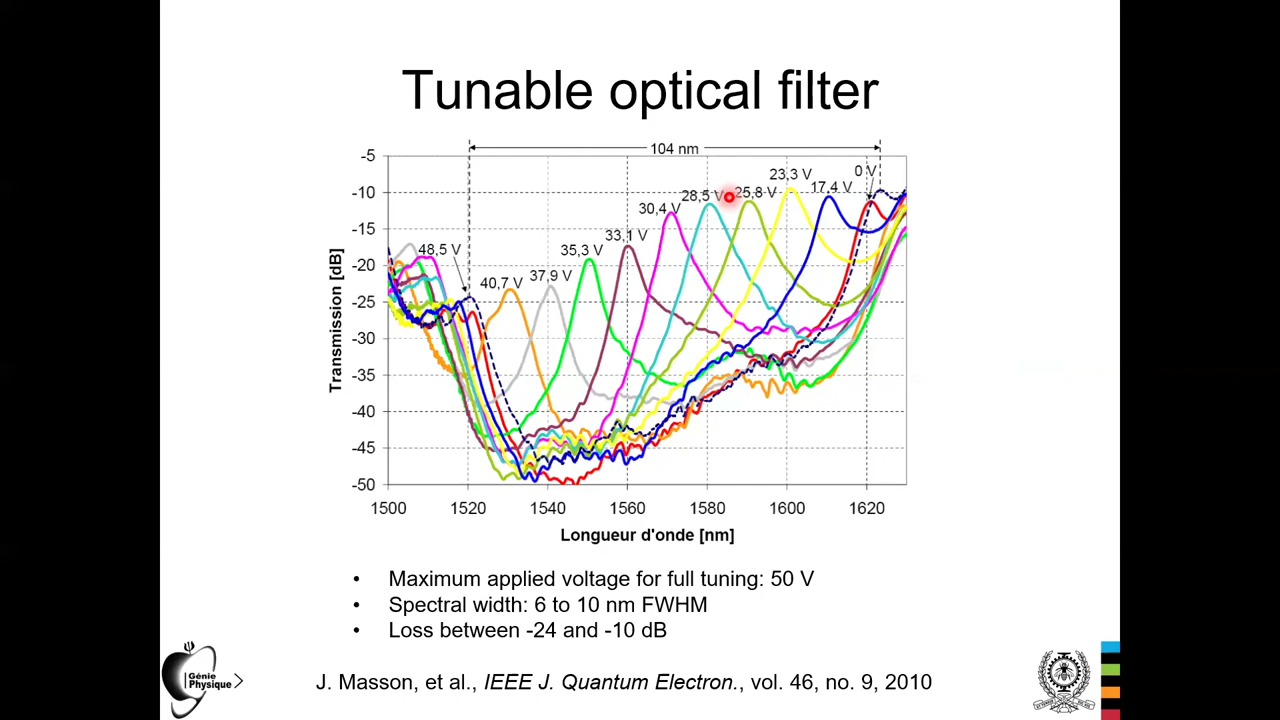 Tunable optical filter
104 nm
-5
-10
-15
-20
-25
-30
-35
-40
-45
-50
Transmission [dB]
48,5 V
40,7 V
37,9 V
35,3 V
33,1 V
30,4 V
28,5 V
25,8 V
23,3 V
17,4 V
0 V
1500 1520 1540 1560 1580 1600 1620
Longueur d'onde [nm]
• Maximum applied voltage for full tuning: 50 V
• Spectral width: 6 to 10 nm FWHM
• Loss between -24 and -10 dB
Génie
Physique
J. Masson, et al., IEEE J. Quantum Electron., vol. 46, no. 9, 2010